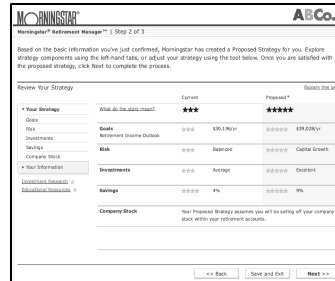 MORNINGSTAR®
ABCo.
Morningstar® Retirement Manager℠ | Step 2 of 3
Based on the basic information you've just confirmed, Morningstar has created a Proposed Strategy for you. Explore
strategy components using the left-hand tabs, or adjust your strategy using the tool below. Once you are satisfied with
the proposed strategy, click Next to complete the process.
Review Your Strategy
Explain this pa
Current
Proposed
Your Strategy
What do the stars mean?
Goals
Risk
Investments
Savings
Company Stock
Your Information
Investment Research
Educational Resources
Goals
Retirement Income Outlook
$30,196/yr
$39,028/yr
Risk
Balanced
Capital Growth
Investments
Average
Excellent
Savings
4%
9%
Company Stock
Your Proposed Strategy assumes you will be selling off your company
stock within your retirement accounts.
<< Back
Save and Exit
Next >>